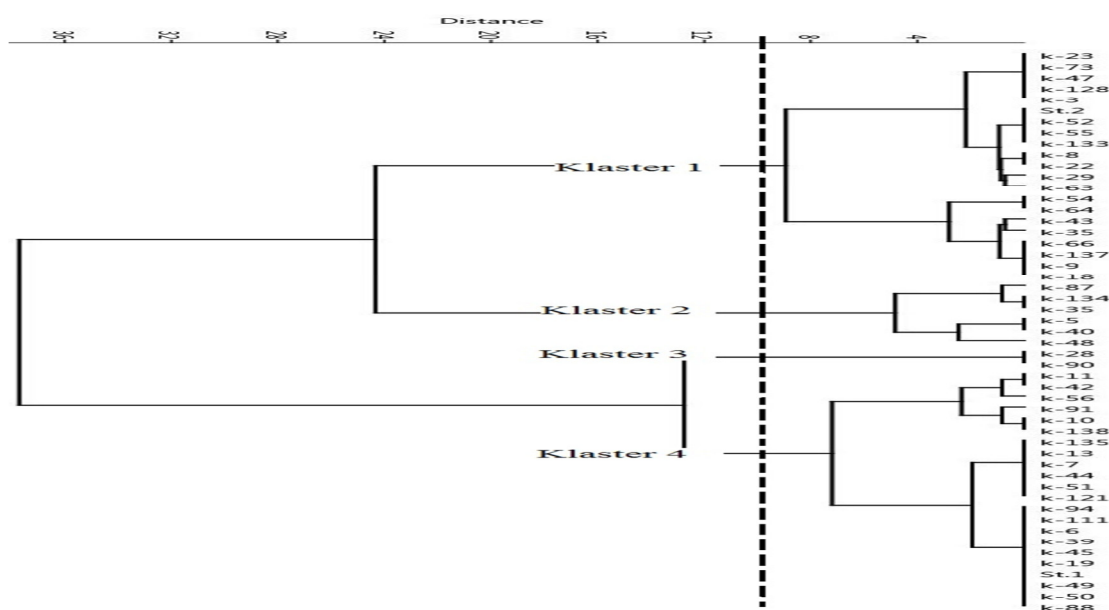 Distance
36 32 28 24 20 16 12 8 4
k-23
k-73
k-47
k-128
k-3
St.2
k-52
k-55
k-133
k-8
Klaster 1
k-22
k-29
k-63
k-54
k-64
k-43
k-35
k-66
k-137
k-9
k-18
k-87
k-134
Klaster 2
k-35
k-5
k-40
k-48
Klaster 3
k-28
k-90
k-11
k-42
k-56
k-91
k-10
k-138
k-135
Klaster 4
k-13
k-7
k-44
k-51
k-121
k-94
k-111
k-6
k-39
k-45
k-19
St.1
k-49
k-50
k-88